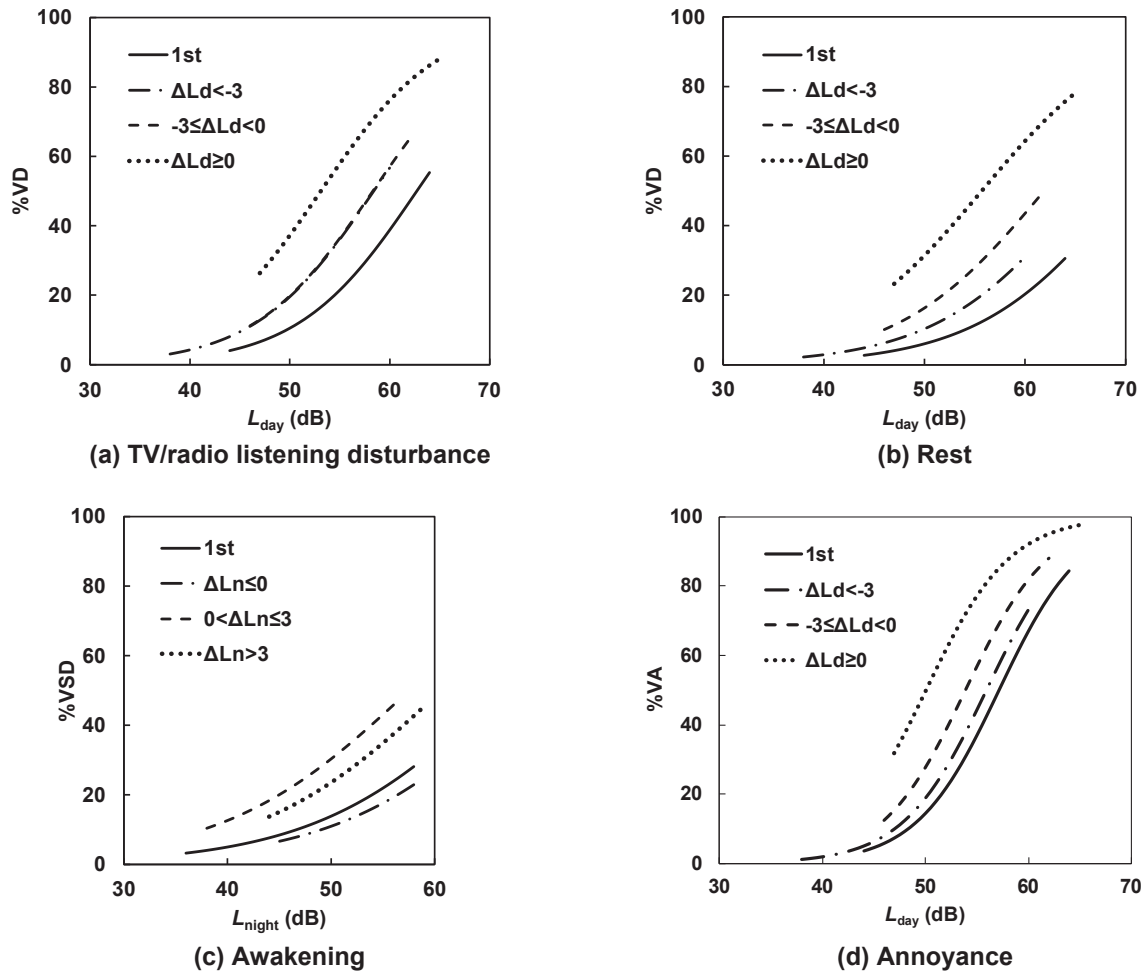 100
80
60
40
20
0
%VD
1st
ΔLd<-3
-3≤ΔLd<0
ΔLd≥0
30 40 50 60 70
Lday (dB)
(a) TV/radio listening disturbance
100
80
60
40
20
0
%VD
1st
ΔLd<-3
-3≤ΔLd<0
ΔLd≥0
30 40 50 60 70
Lday (dB)
(b) Rest
100
80
60
40
20
0
%VSD
1st
ΔLn≤0
0<ΔLn≤3
ΔLn>3
30 40 50 60
Lnight (dB)
(c) Awakening
100
80
60
40
20
0
%VA
1st
ΔLd<-3
-3≤ΔLd<0
ΔLd≥0
30 40 50 60 70
Lday (dB)
(d) Annoyance